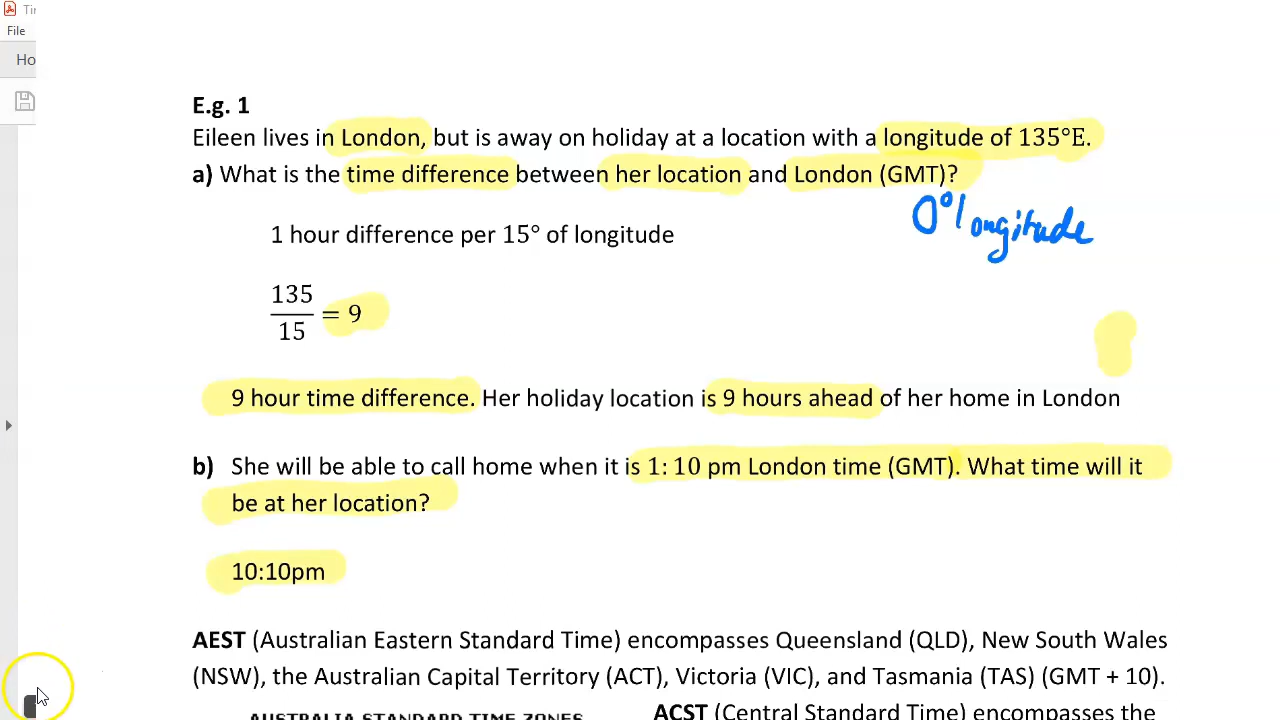 Tir
File
Ho
E.g. 1
Eileen lives in London, but is away on holiday at a location with a longitude of 135°E.
a) What is the time difference between her location and London (GMT)?
0° longitude
1 hour difference per 15° of longitude
135
15
= 9
9 hour time difference. Her holiday location is 9 hours ahead of her home in London
b) She will be able to call home when it is 1: 10 pm London time (GMT). What time will it
be at her location?
10:10pm
AEST (Australian Eastern Standard Time) encompasses Queensland (QLD), New South Wales
(NSW), the Australian Capital Territory (ACT), Victoria (VIC), and Tasmania (TAS) (GMT + 10).
AUSTRALIA STANDARD TIME ZONES
ACST (Central Standard Time) encompasses the